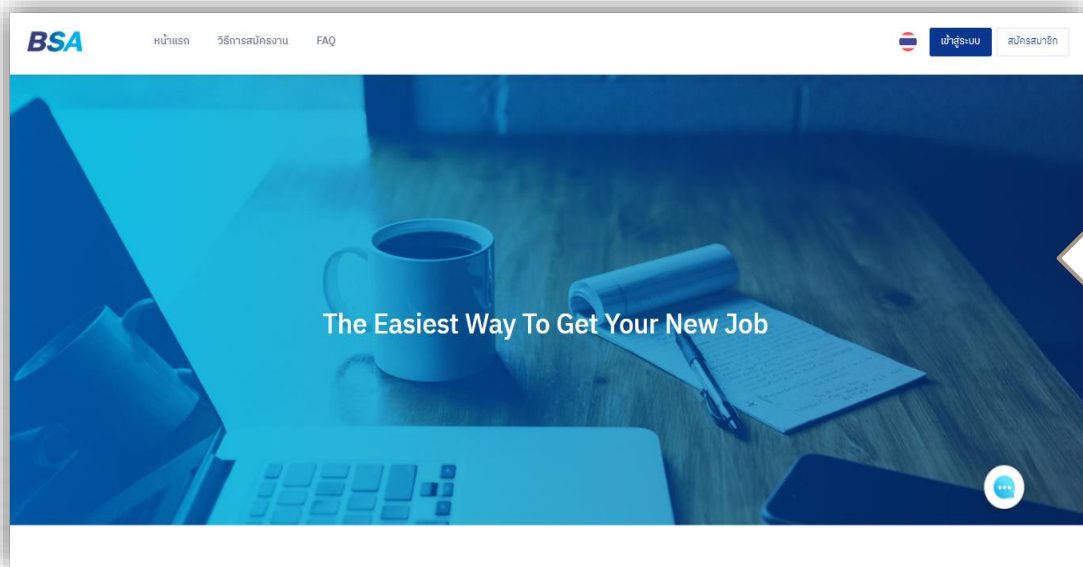 BSA
หน้าแรก วิธีการสมัครงาน FAQ
เข้าสู่ระบบ สมัครสมาชิก
The Easiest Way To Get Your New Job